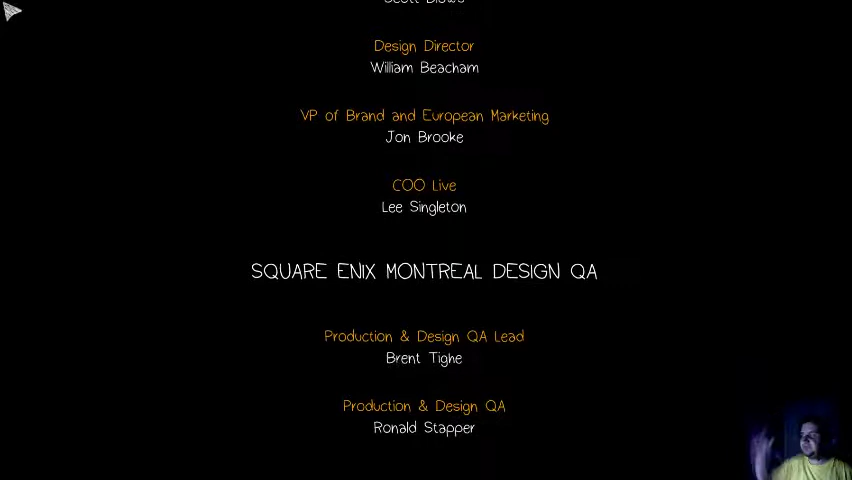 Design Director
William Beacham
VP of Brand and European Marketing
Jon Brooke
COO Live
Lee Singleton
SQUARE ENIX MONTREAL DESIGN QA
Production & Design QA Lead
Brent Tighe
Production & Design QA
Ronald Stapper